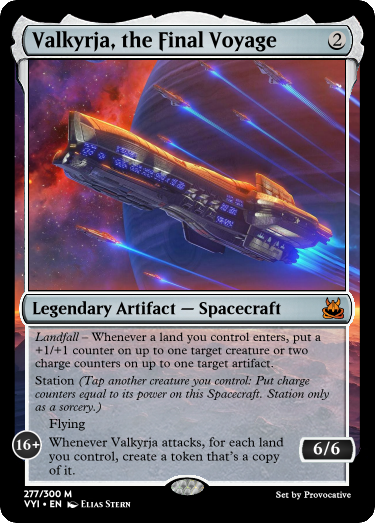 Valkyrja, the Final Voyage 2
Legendary Artifact — Spacecraft
Landfall – Whenever a land you control enters, put a
+1/+1 counter on up to one target creature or two
charge counters on up to one target artifact.
Station (Tap another creature you control: Put charge
counters equal to its power on this Spacecraft. Station only
as a sorcery.)
Flying
16+ Whenever Valkyrja attacks, for each land
you control, create a token that's a copy
of it.
6/6
277/300 M
VYI • EN Elias Stern
Set by Provocative